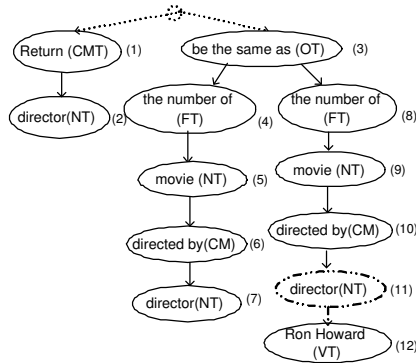 Return (CMT) (1)
be the same as (OT) (3)
director(NT) (2)
the number of
(FT) (4)
the number of
(FT) (8)
movie (NT) (5)
movie (NT) (9)
directed by(CM) (6)
directed by(CM) (10)
director(NT) (7)
director(NT) (11)
Ron Howard
(VT) (12)